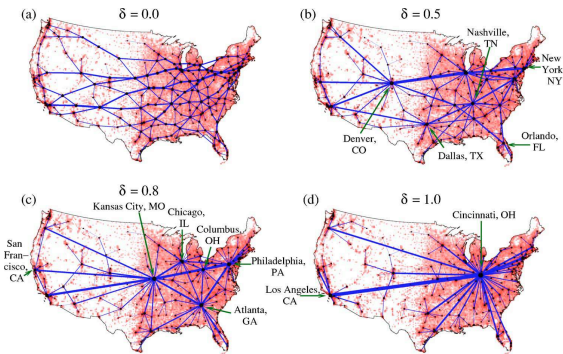 (a)
δ = 0.0
(b)
δ = 0.5
Nashville,
TN
New
York
NY
Denver,
CO
Dallas, TX
Orlando,
FL
(c)
δ = 0.8
Kansas City, MO
Chicago,
IL
Columbus,
OH
San
Fran–
cisco,
CA
Philadelphia,
PA
Atlanta,
GA
(d)
δ = 1.0
Cincinnati, OH
Los Angeles,
CA